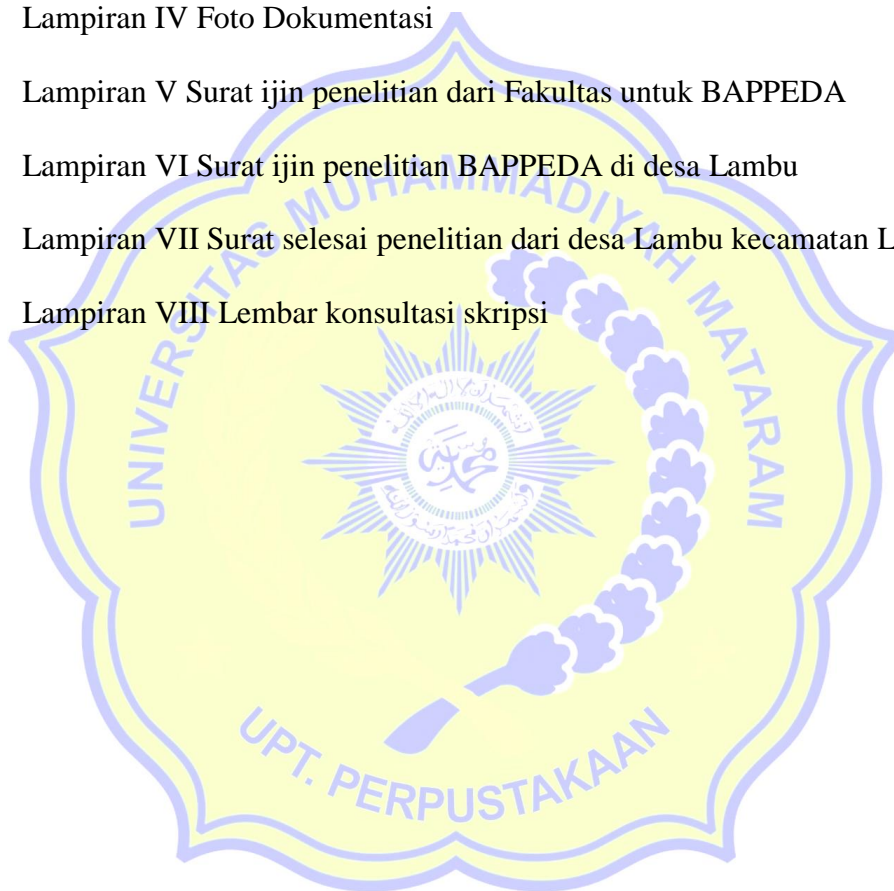 Lampiran IV Foto Dokumentasi
Lampiran V Surat ijin penelitian dari Fakultas untuk BAPPEDA
Lampiran VI Surat ijin penelitian BAPPEDA di desa Lambu
Lampiran VII Surat selesai penelitian dari desa Lambu kecamatan L
Lampiran VIII Lembar konsultasi skripsi
UNIVERSITAS MUHAMMADIYAH MATARAM
UPT. PERPUSTAKAAN